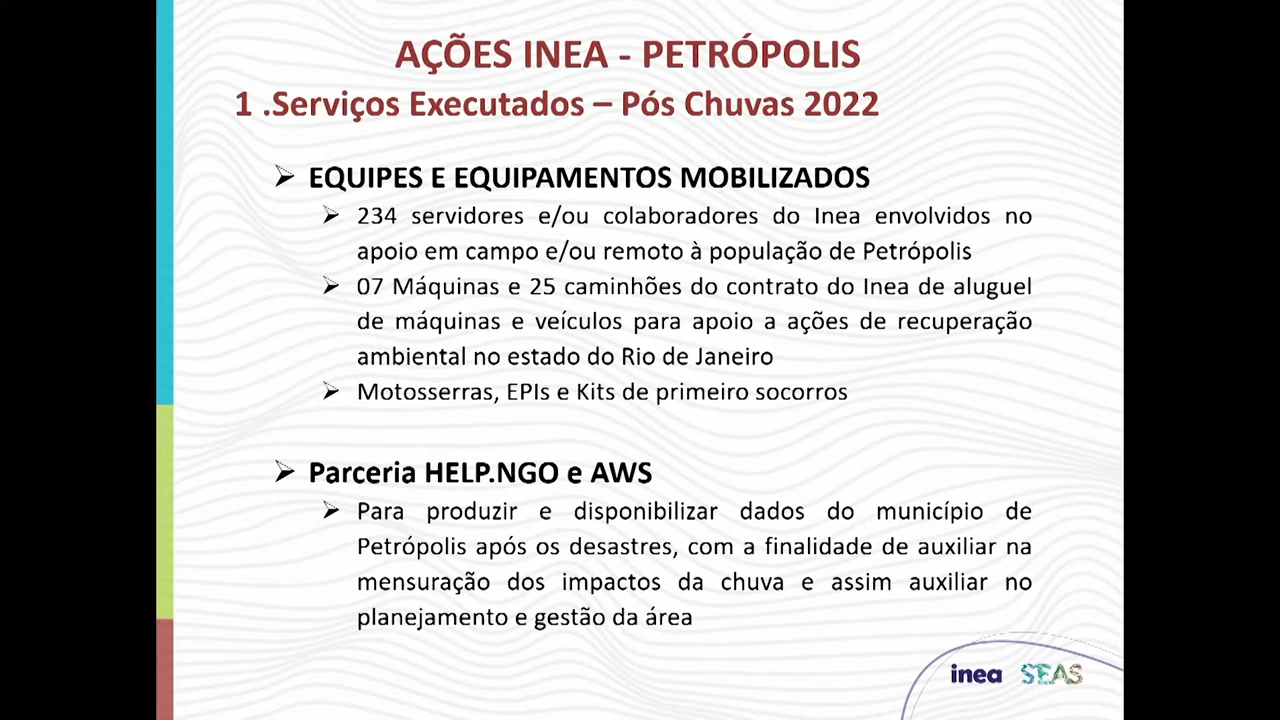 AÇÕES INEA - PETRÓPOLIS
1 .Serviços Executados – Pós Chuvas 2022
EQUIPES E EQUIPAMENTOS MOBILIZADOS
234 servidores e/ou colaboradores do Inea envolvidos no
apoio em campo e/ou remoto à população de Petrópolis
07 Máquinas e 25 caminhões do contrato do Inea de aluguel
de máquinas e veículos para apoio a ações de recuperação
ambiental no estado do Rio de Janeiro
Motosserras, EPIs e Kits de primeiro socorros
Parceria HELP.NGO e AWS
Para produzir e disponibilizar dados do município de
Petrópolis após os desastres, com a finalidade de auxiliar na
mensuração dos impactos da chuva e assim auxiliar no
planejamento e gestão da área
inea SEAS